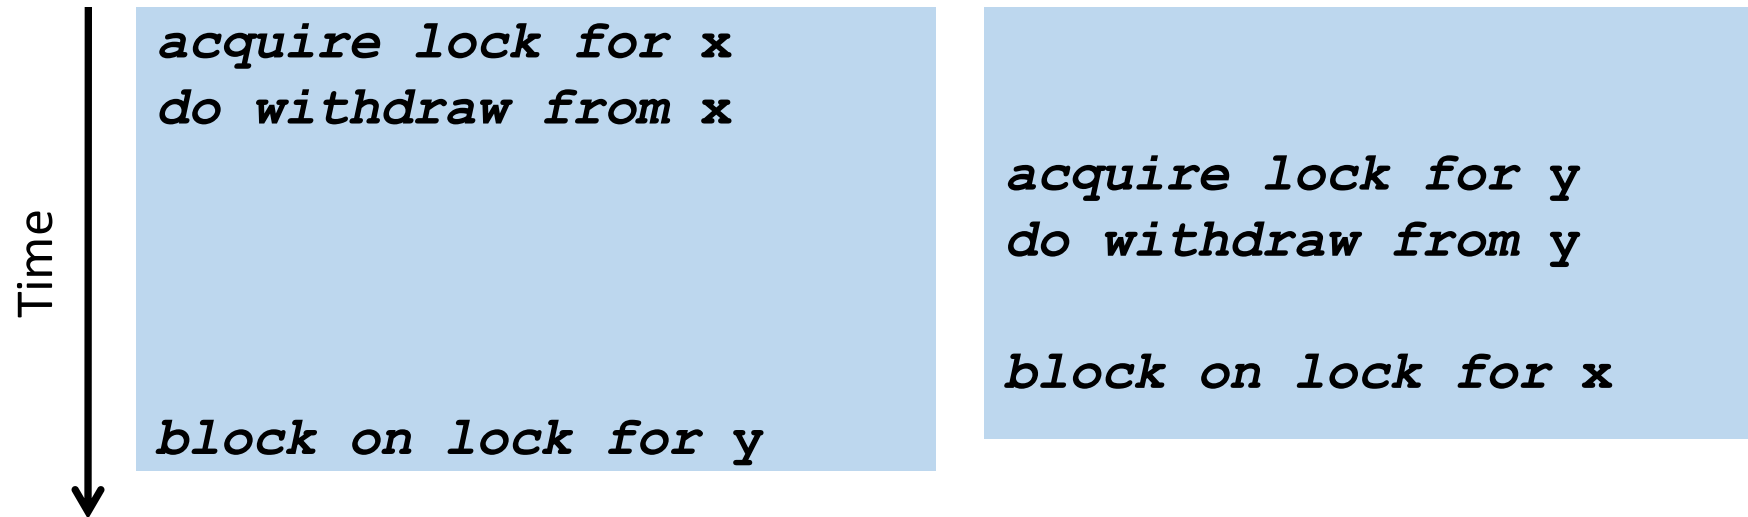 Time
acquire lock for x
do withdraw from x
block on lock for y
acquire lock for y
do withdraw from y
block on lock for x